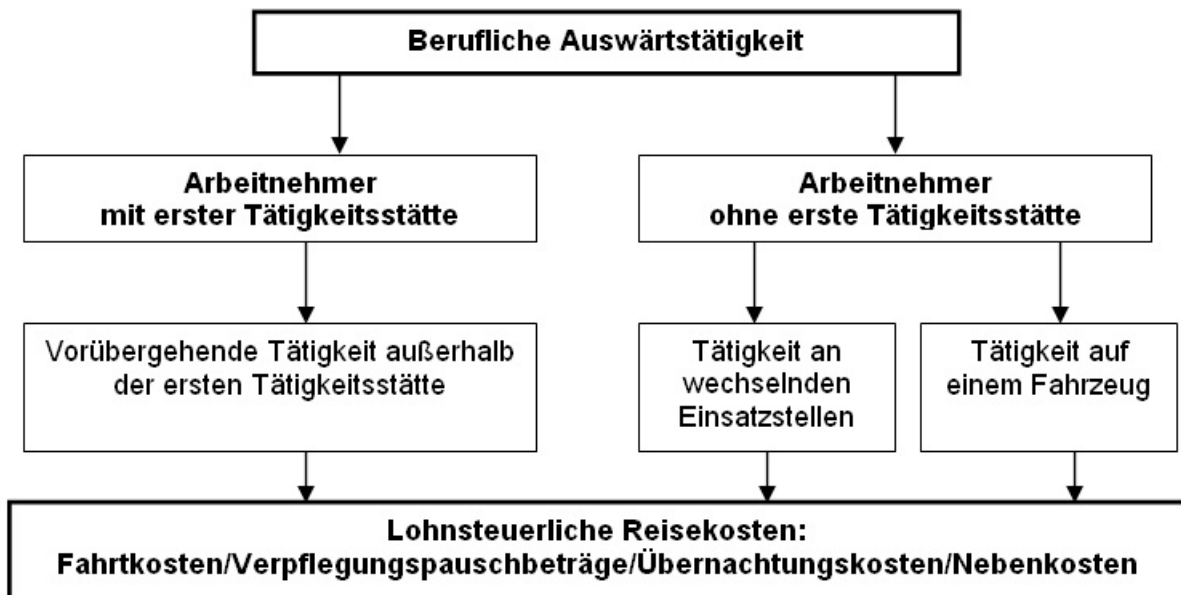 Berufliche Auswärtstätigkeit
Arbeitnehmer
mit erster Tätigkeitsstätte
Arbeitnehmer
ohne erste Tätigkeitsstätte
Vorübergehende Tätigkeit außerhalb
der ersten Tätigkeitsstätte
Tätigkeit an
wechselnden
Einsatzstellen
Tätigkeit auf
einem Fahrzeug
Lohnsteuerliche Reisekosten:
Fahrtkosten/Verpflegungspauschbeträge/Übernachtungskosten/Nebenkosten